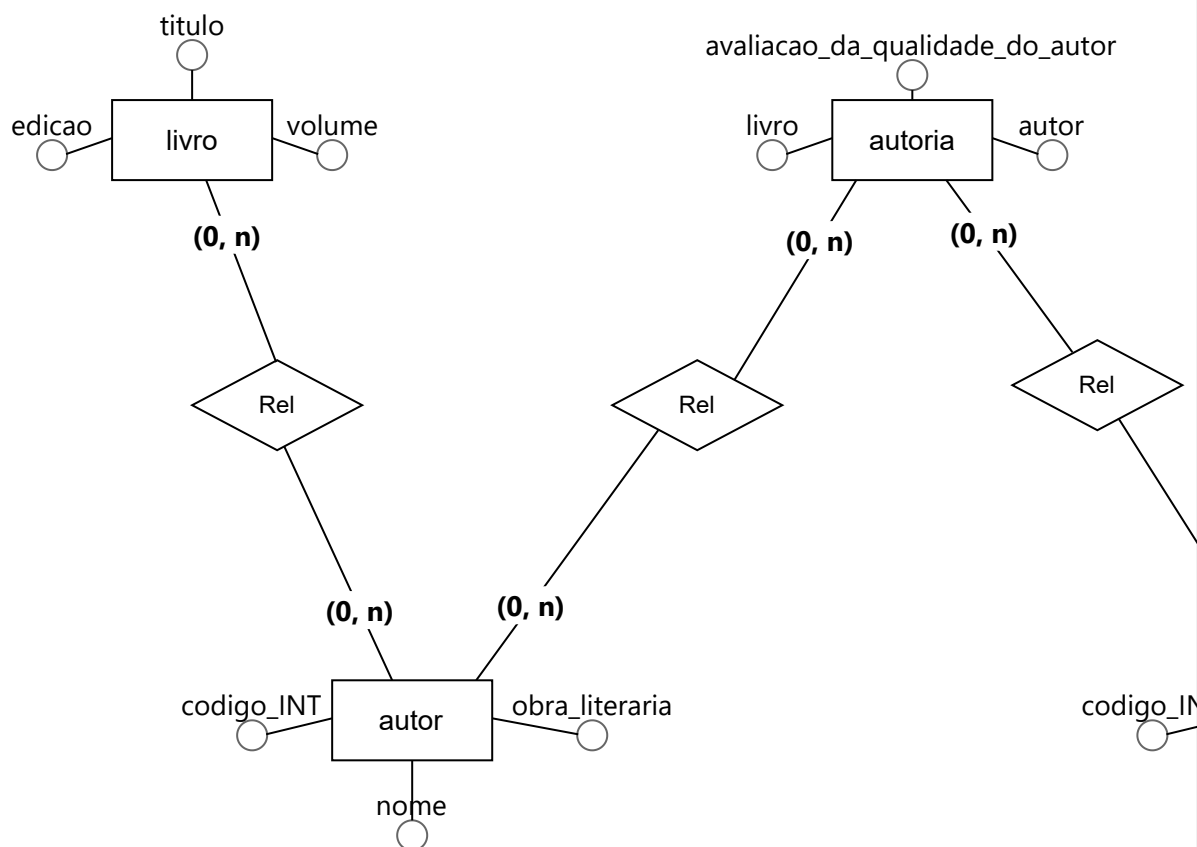 titulo
avaliacao_da_qualidade_do_autor
edicao
livro
volume
livro
autoria
autor
(0, n)
(0, n)
(0, n)
Rel
Rel
Rel
(0, n)
(0, n)
codigo_INT
autor
obra_literaria
codigo_IN
nome